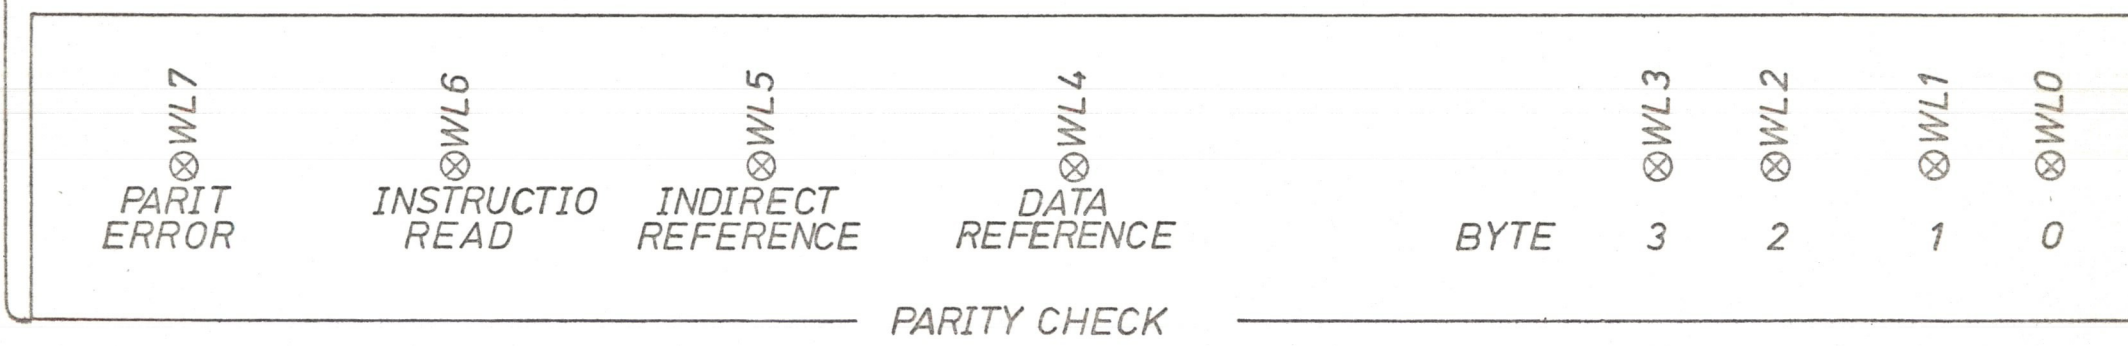 WL7 WL6 WL5 WL4 WL3 WL2 WL1 WL0
PARIT INSTRUCTIO INDIRECT DATA
ERROR READ REFERENCE REFERENCE BYTE 3 2 1 0
PARITY CHECK